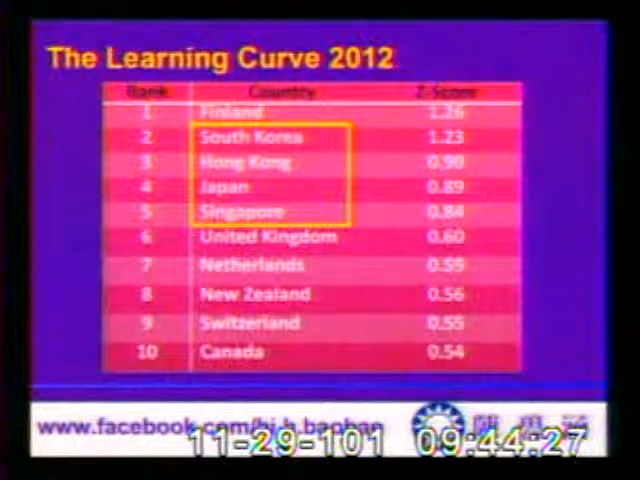 The Learning Curve 2012
Rank Country Z-Score
1 Finland 1.26
2 South Korea 1.23
3 Hong Kong 0.90
4 Japan 0.89
5 Singapore 0.84
6 United Kingdom 0.60
7 Netherlands 0.59
8 New Zealand 0.56
9 Switzerland 0.55
10 Canada 0.54
11-29-101 09:44:27